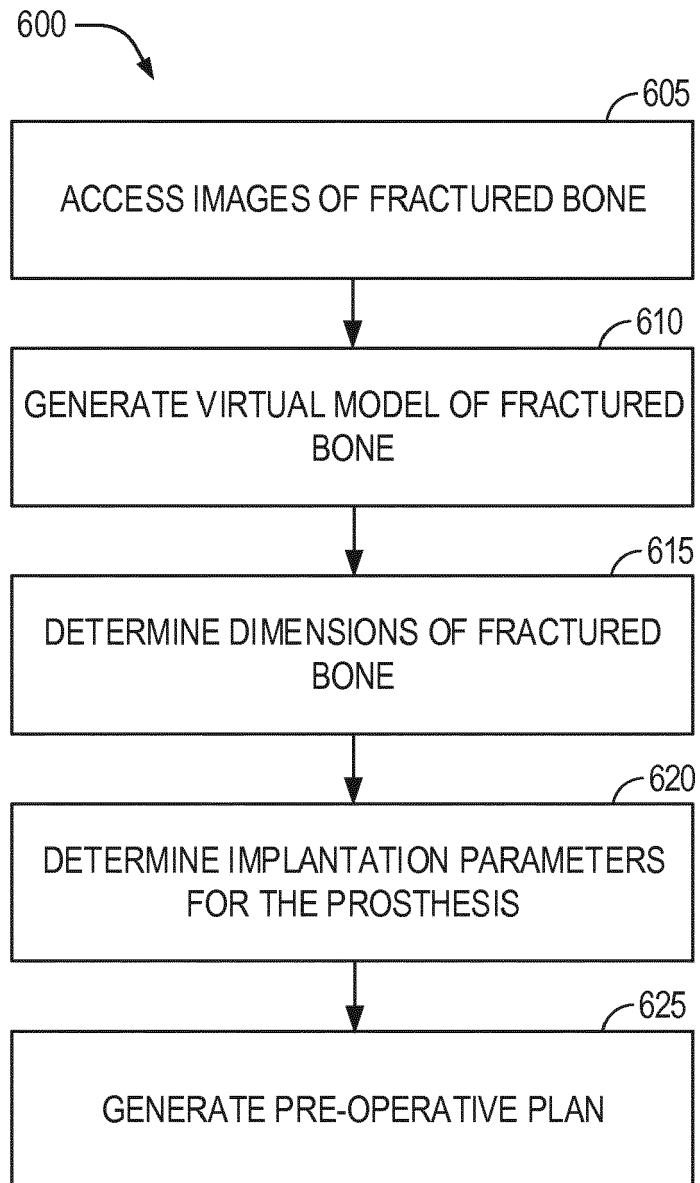 600
605
ACCESS IMAGES OF FRACTURED BONE
610
GENERATE VIRTUAL MODEL OF FRACTURED
BONE
615
DETERMINE DIMENSIONS OF FRACTURED
BONE
620
DETERMINE IMPLANTATION PARAMETERS
FOR THE PROSTHESIS
625
GENERATE PRE-OPERATIVE PLAN